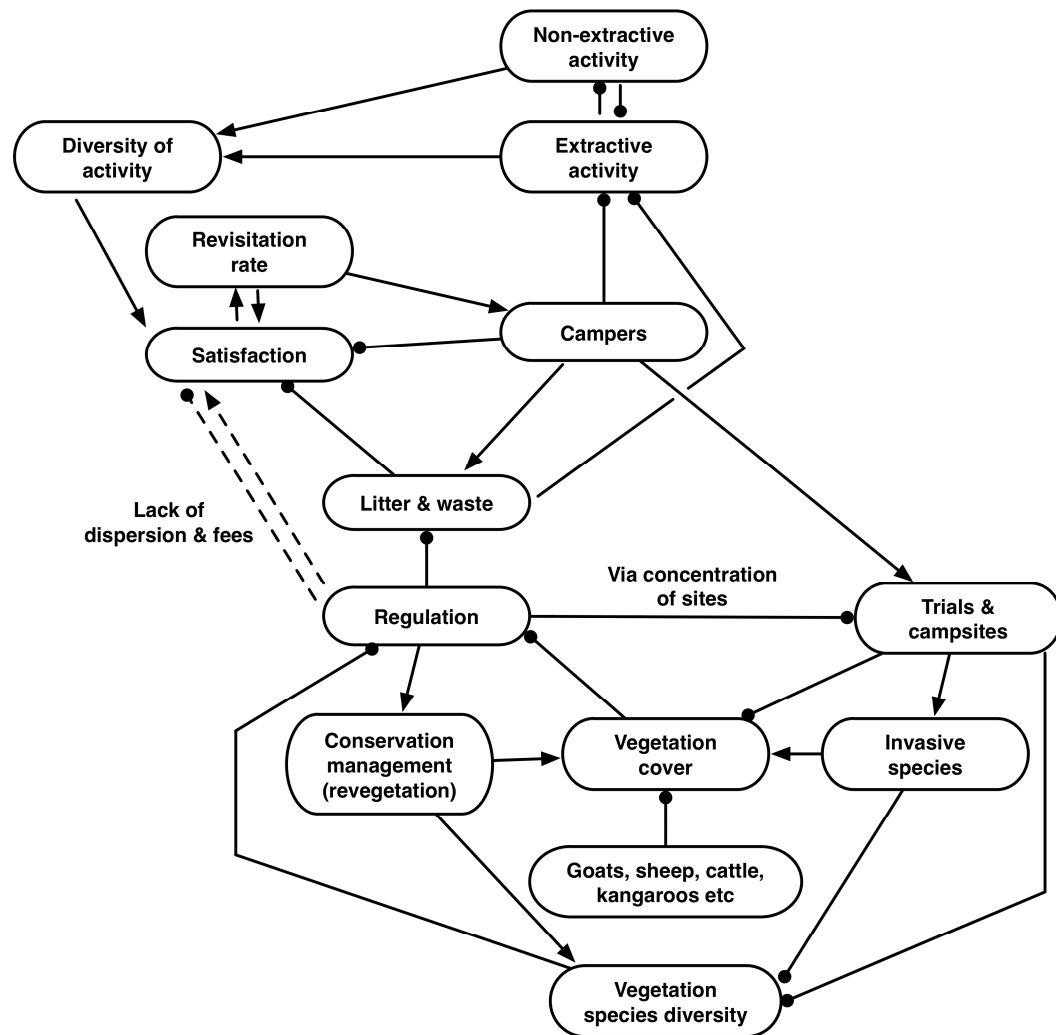 Non-extractive
activity
Diversity of
activity
Extractive
activity
Revisitation
rate
Campers
Satisfaction
Litter & waste
Lack of
dispersion & fees
Via concentration
of sites
Regulation
Trials &
campsites
Conservation
management
(revegetation)
Vegetation
cover
Invasive
species
Goats, sheep, cattle,
kangaroos etc
Vegetation
species diversity